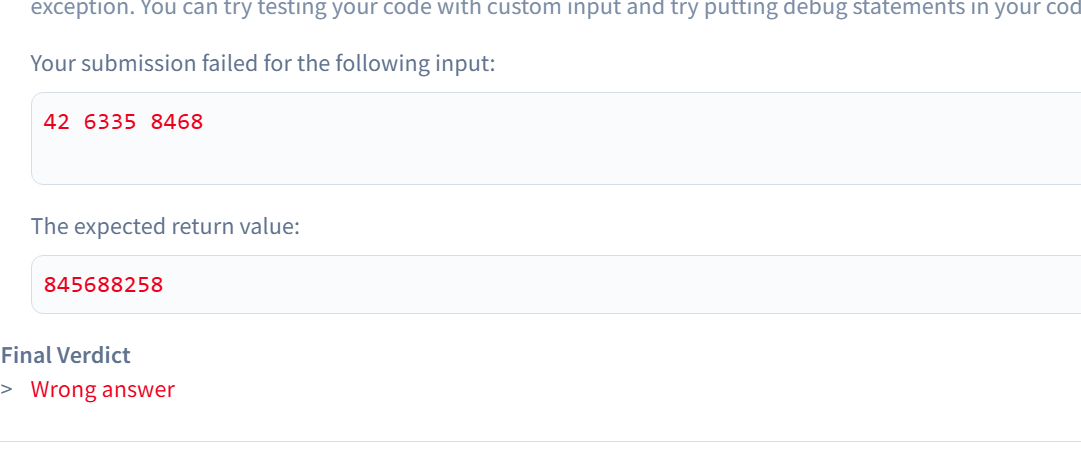 exception. You can try testing your code with custom input and try putting debug statements in your cod
Your submission failed for the following input:
42 6335 8468
The expected return value:
845688258
Final Verdict
> Wrong answer